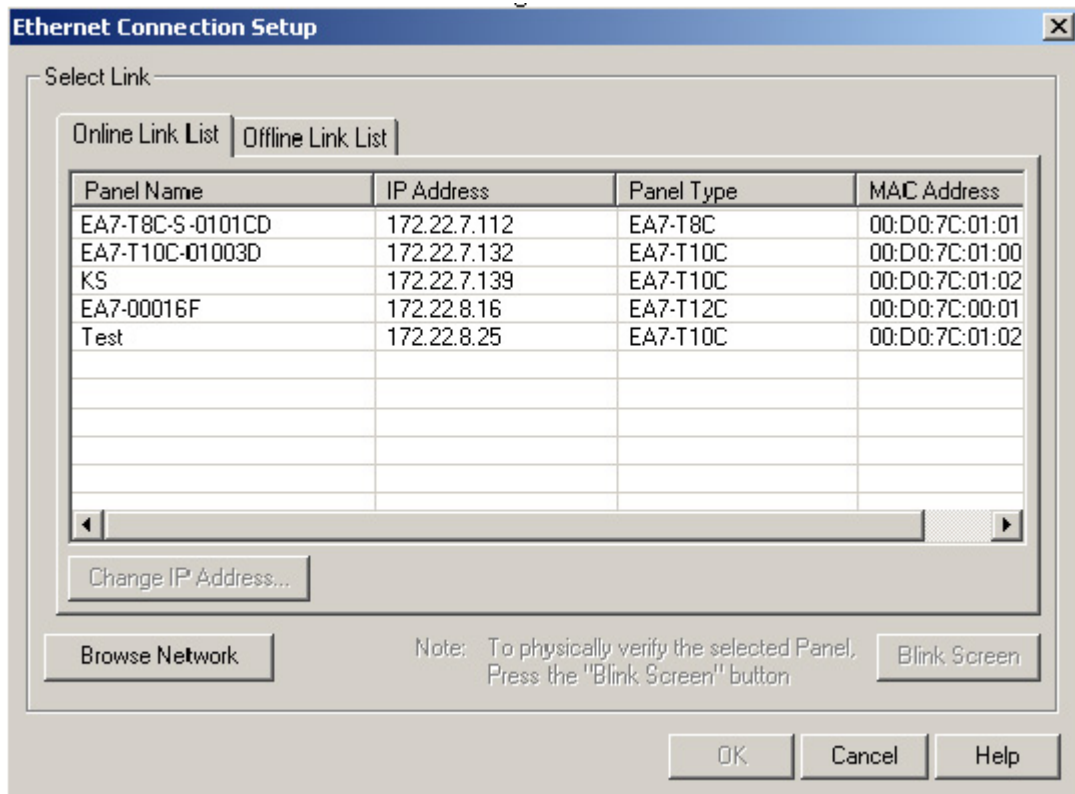 Ethernet Connection Setup
Select Link
Online Link List Offline Link List
Panel Name IP Address Panel Type MAC Address
EA7-T8C-S-0101CD 172.22.7.112 EA7-T8C 00:D0:7C:01:01
EA7-T10C-01003D 172.22.7.132 EA7-T10C 00:D0:7C:01:00
KS 172.22.7.139 EA7-T10C 00:D0:7C:01:02
EA7-00016F 172.22.8.16 EA7-T12C 00:D0:7C:00:01
Test 172.22.8.25 EA7-T10C 00:D0:7C:01:02
Change IP Address...
Browse Network Note: To physically verify the selected Panel, Blink Screen
Press the "Blink Screen" button
OK Cancel Help